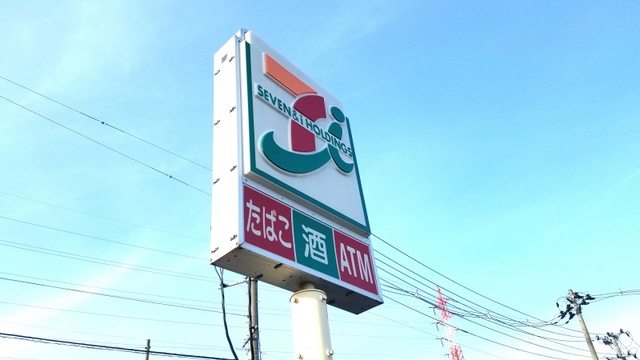 SEVEN & i HOLDINGS
たばこ
酒
ATM